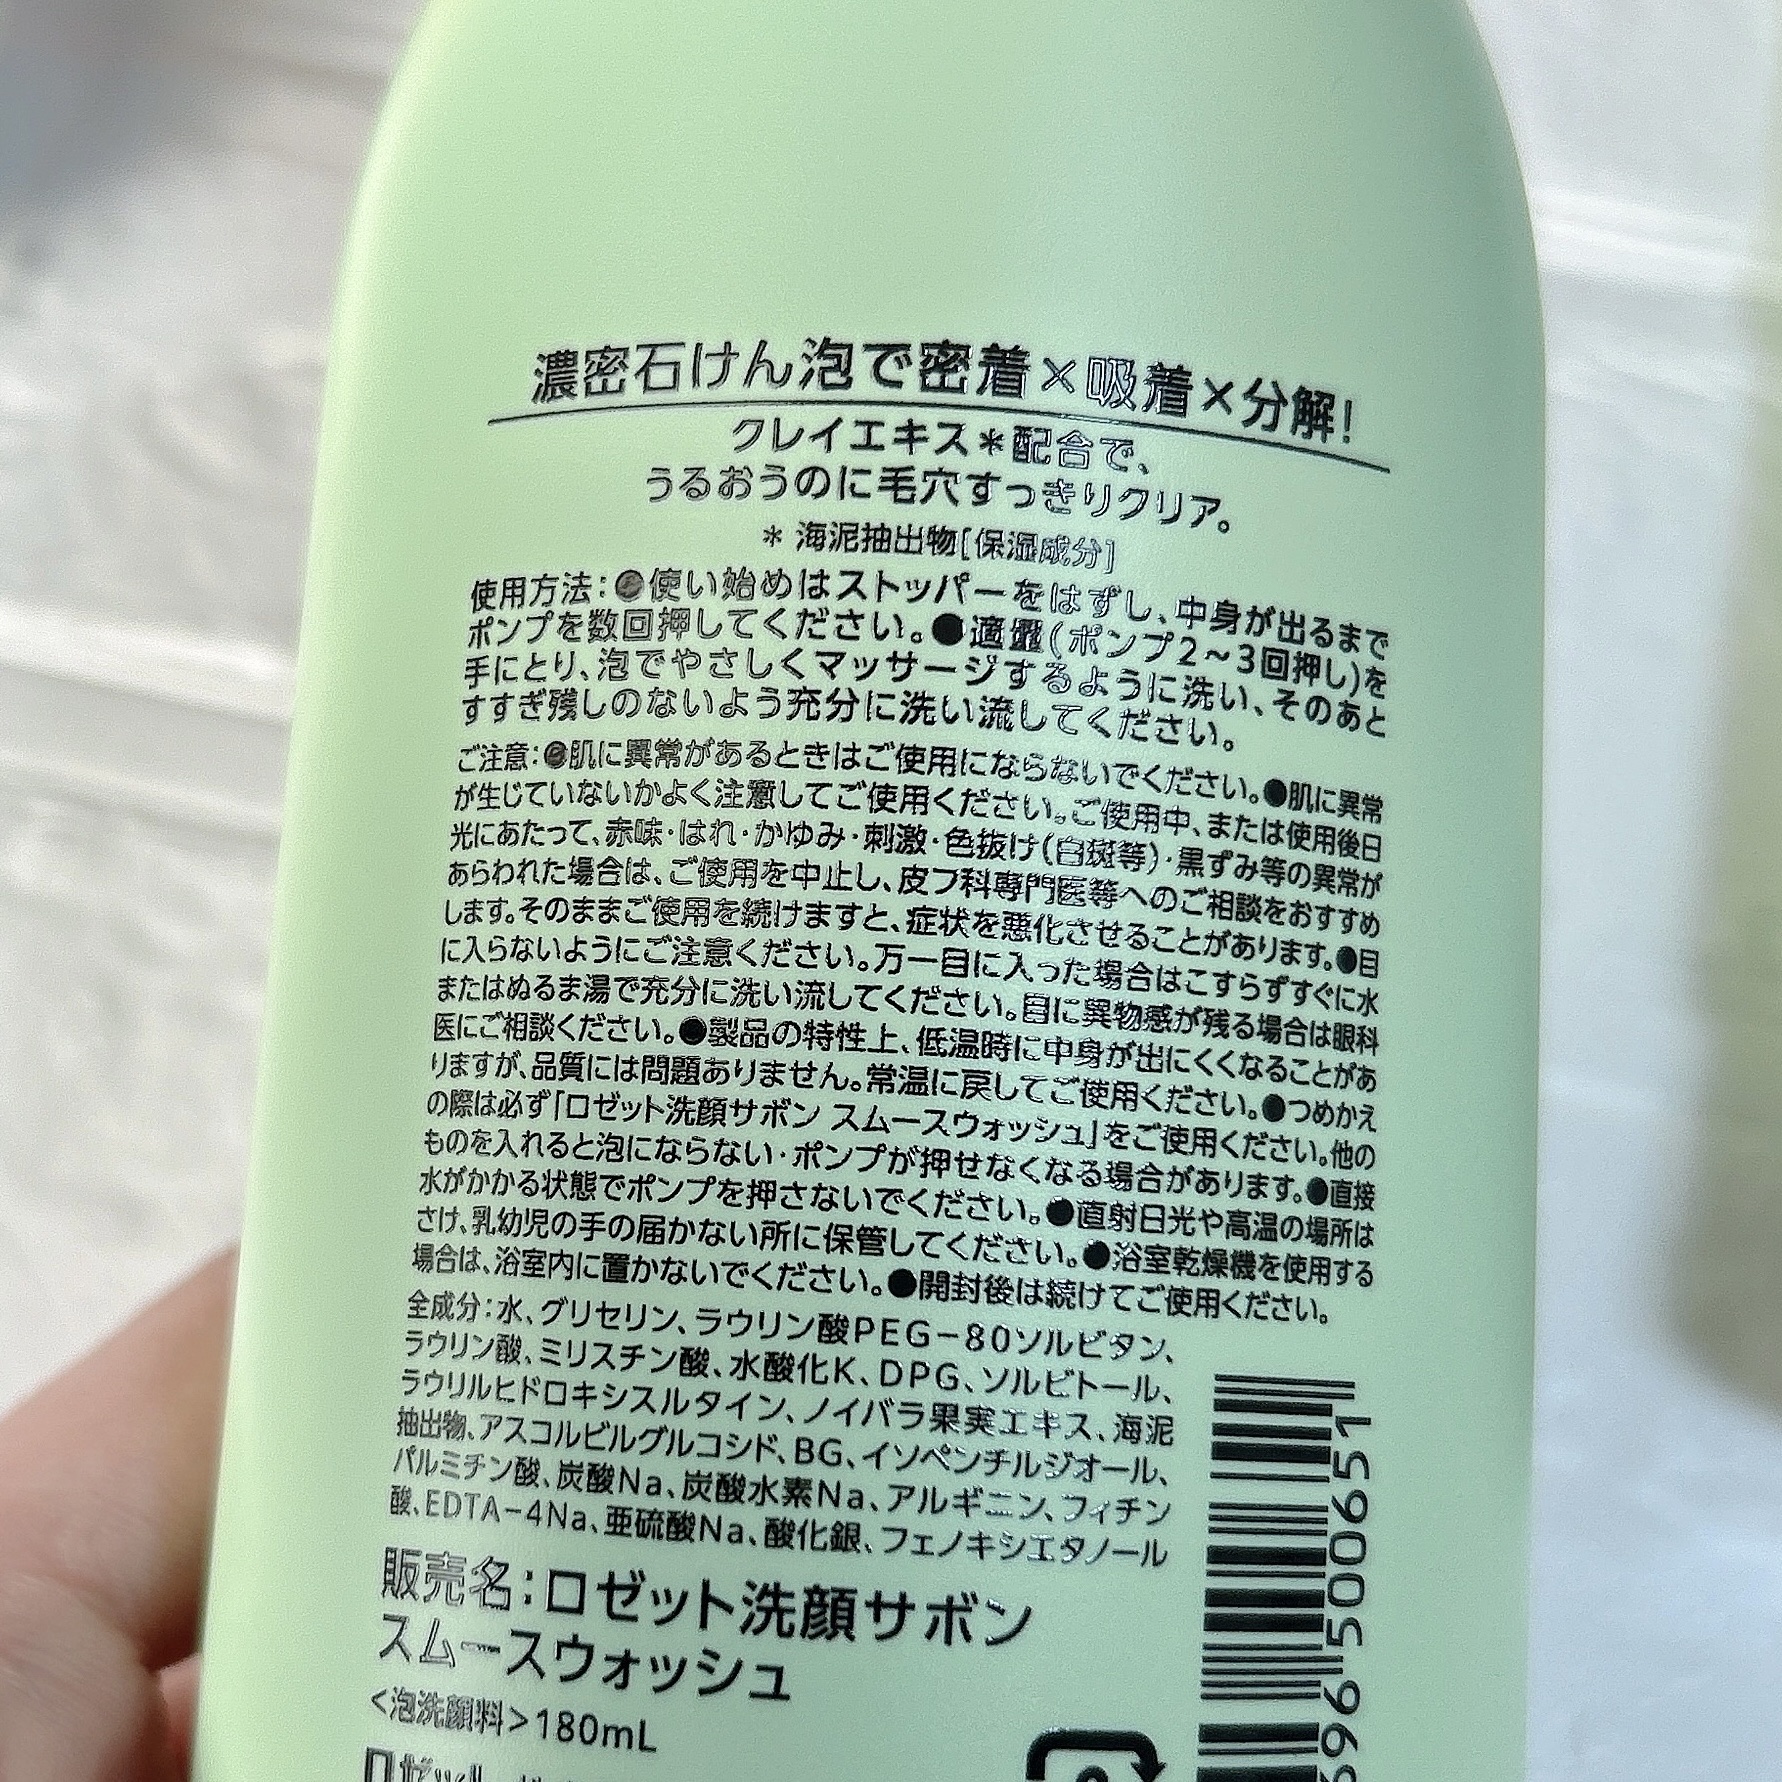 濃密石けん泡で密着×吸着×分解!
クレイエキス＊配合で、
うるおうのに毛穴すっきりクリア。
＊ 海泥抽出物[保湿成分]
使用方法：●使い始めはストッパーをはずし、中身が出るまで
ポンプを数回押してください。●適量(ポンプ2～3回押し)を
手にとり、泡でやさしくマッサージするように洗い、そのあと
すすぎ残しのないよう充分に洗い流してください。
ご注意：●肌に異常があるときはご使用にならないでください。●肌に異常
が生じていないかよく注意してご使用ください。ご使用中、または使用後日
光にあたって、赤味・はれ・かゆみ・刺激・色抜け(白斑等)・黒ずみ等の異常が
あらわれた場合は、ご使用を中止し、皮フ科専門医等へのご相談をおすすめ
します。そのままご使用を続けますと、症状を悪化させることがあります。●目
に入らないようにご注意ください。万一目に入った場合はこすらずすぐに水
またはぬるま湯で充分に洗い流してください。目に異物感が残る場合は眼科
医にご相談ください。●製品の特性上、低温時に中身が出にくくなることがあ
りますが、品質には問題ありません。常温に戻してご使用ください。●つめかえ
の際は必ず「ロゼット洗顔サボン スムースウォッシュ」をご使用ください。他の
ものを入れると泡にならない・ポンプが押せなくなる場合があります。●直接
水がかかる状態でポンプを押さないでください。●直射日光や高温の場所は
さけ、乳幼児の手の届かない所に保管してください。●浴室乾燥機を使用する
場合は、浴室内に置かないでください。●開封後は続けてご使用ください。
全成分：水、グリセリン、ラウリン酸PEG－80ソルビタン、
ラウリン酸、ミリスチン酸、水酸化K、DPG、ソルビトール、
ラウリルヒドロキシスルタイン、ノイバラ果実エキス、海泥
抽出物、アスコルビルグルコシド、BG、イソペンチルジオール、
パルミチン酸、炭酸Na、炭酸水素Na、アルギニン、フィチン
酸、EDTA－4Na、亜硫酸Na、酸化銀、フェノキシエタノール
販売名：ロゼット洗顔サボン
スムースウォッシュ
<泡洗顔料>180mL
ロゼット
96500651